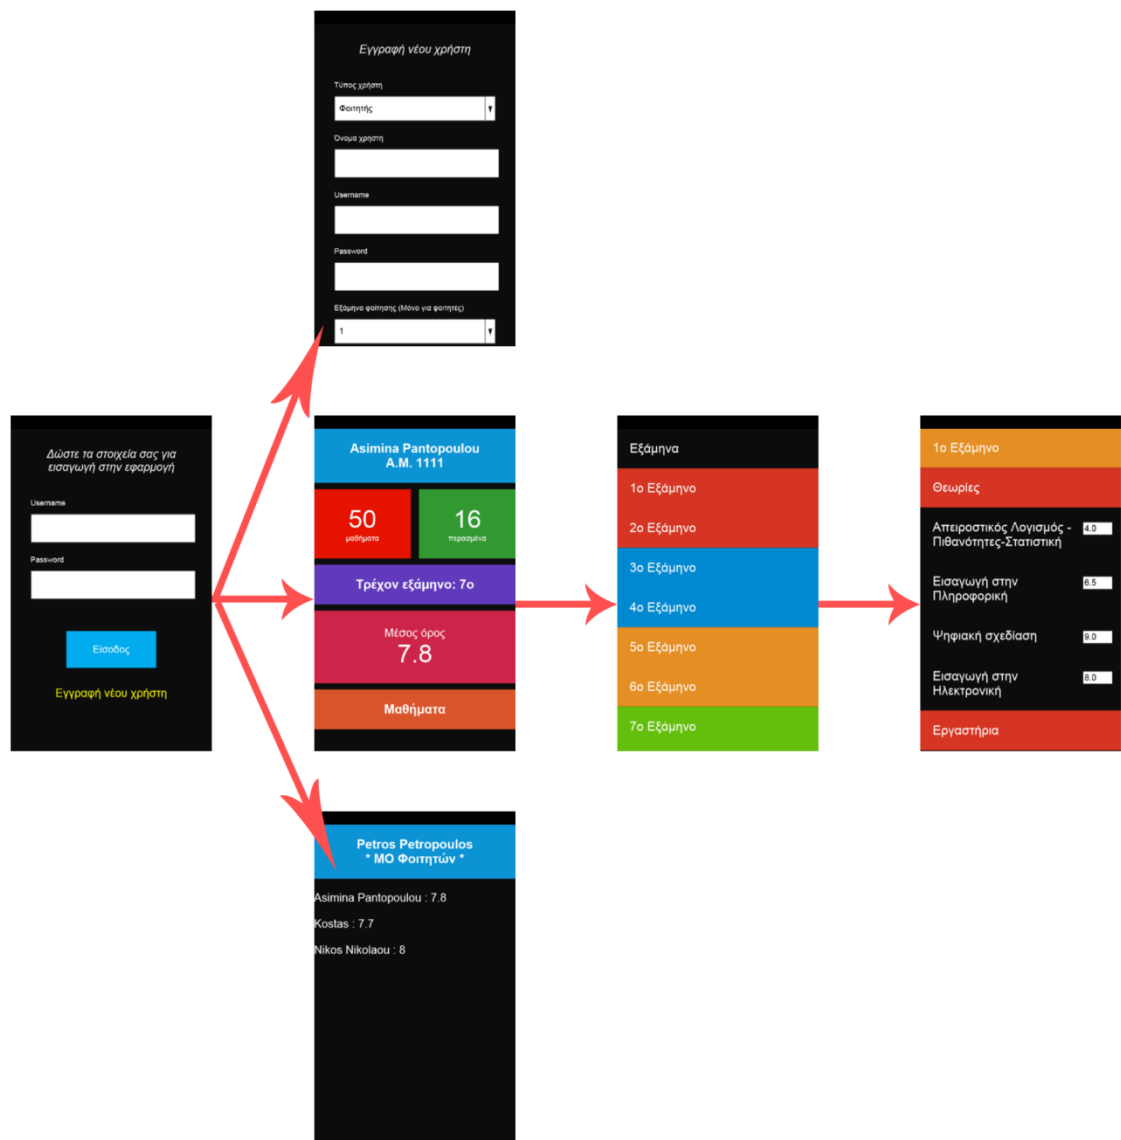 Εγγραφή νέου χρήστη
Τύπος χρήστη
Φοιτητής
Όνομα χρηστη
Username
Password
Εξάμηνο φοίτησης (Μόνο για φοιτητές)
1
Δώστε τα στοιχεία σας για
εισαγωγή στην εφαρμογή
Username
Password
Είσοδος
Εγγραφή νέου χρήστη
Asimina Pantopoulou
A.M. 1111
50
μαθήματα
16
περασμένα
Τρέχον εξάμηνο: 7ο
Μέσος όρος
7.8
Μαθήματα
Εξάμηνα
1ο Εξάμηνο
2ο Εξάμηνο
3ο Εξάμηνο
4ο Εξάμηνο
5ο Εξάμηνο
6ο Εξάμηνο
7ο Εξάμηνο
1ο Εξάμηνο
Θεωρίες
Απειροστικός Λογισμός -
Πιθανότητες-Στατιστική
4.0
Εισαγωγή στην
Πληροφορική
6.5
Ψηφιακή σχεδίαση
9.0
Εισαγωγή στην
Ηλεκτρονική
8.0
Εργαστήρια
Petros Petropoulos
* ΜΟ Φοιτητών *
Asimina Pantopoulou : 7.8
Kostas : 7.7
Nikos Nikolaou : 8